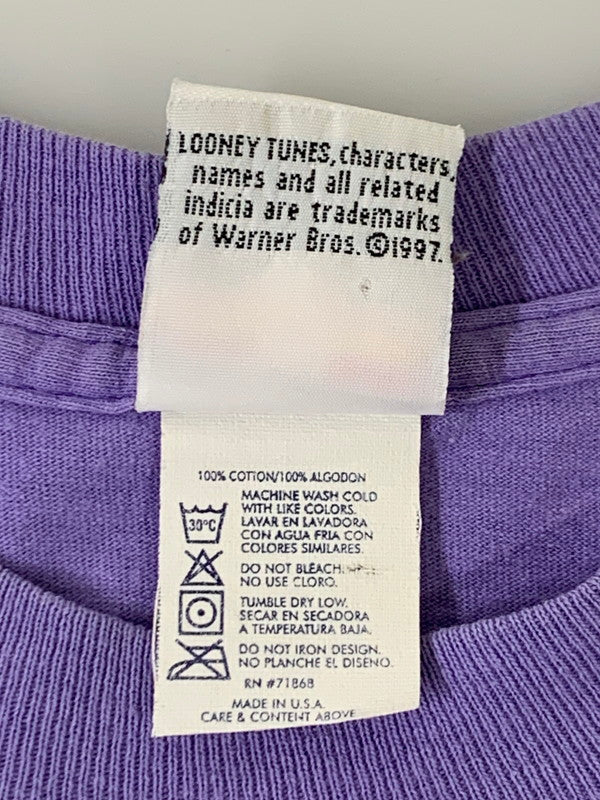 LOONEY TUNES, characters,
names and all related
indicia are trademarks
of Warner Bros. ©1997.
100% COTTON/100% ALGODON
MACHINE WASH COLD
WITH LIKE COLORS.
LAVAR EN LAVADORA
CON AGUA FRIA CON
COLORES SIMILARES.
30°C
DO NOT BLEACH.
NO USE CLORO.
TUMBLE DRY LOW.
SECAR EN SECADORA
A TEMPERATURA BAJA.
DO NOT IRON DESIGN.
NO PLANCHE EL DISENO.
RN #71868
MADE IN U.S.A.
CARE & CONTENT ABOVE